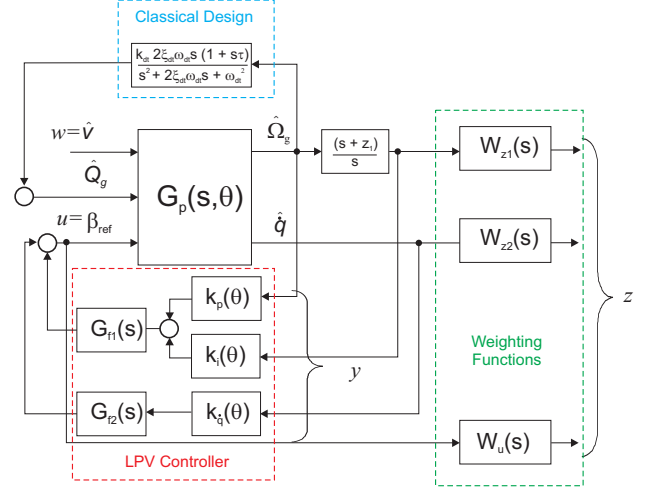 Classical Design
k_dt 2ξ_dt ω_dt s (1 + sτ)
s² + 2ξ_dt ω_dt s + ω_dt²
w = v̂
Ω̂_g
(s + z_1)
s
W_z1(s)
Q̂_g
G_p(s,θ)
u = β_ref
q̇̂
W_z2(s)
z
k_p(θ)
G_f1(s)
k_i(θ)
y
Weighting
Functions
G_f2(s)
k_q̇(θ)
W_u(s)
LPV Controller